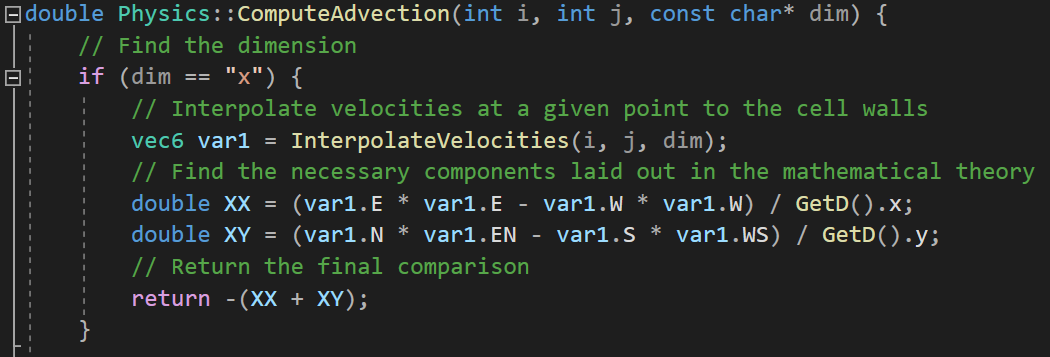 double Physics::ComputeAdvection(int i, int j, const char* dim) {
// Find the dimension
if (dim == "x") {
// Interpolate velocities at a given point to the cell walls
vec6 var1 = InterpolateVelocities(i, j, dim);
// Find the necessary components laid out in the mathematical theory
double XX = (var1.E * var1.E - var1.W * var1.W) / GetD().x;
double XY = (var1.N * var1.EN - var1.S * var1.WS) / GetD().y;
// Return the final comparison
return -(XX + XY);
}